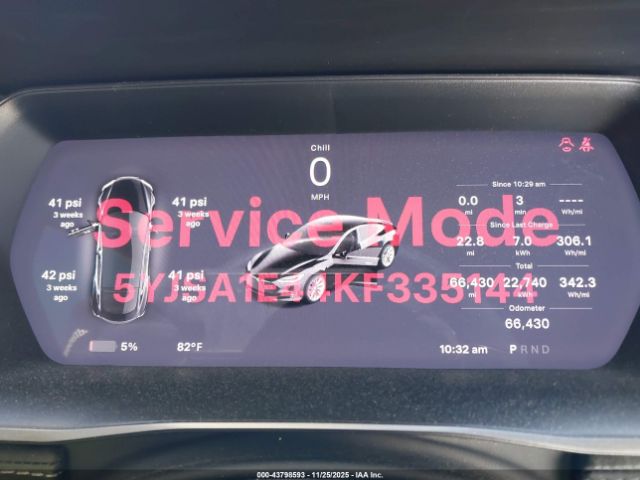 Chill
0
MPH
Since 10:29 am
0.0 3 ----
mi min Wh/mi
Since Last Charge
22.8 7.0 306.1
mi kWh Wh/mi
Total
66,430 22,740 342.3
mi kWh Wh/mi
Odometer
66,430
41 psi
3 weeks
ago
41 psi
3 weeks
ago
Service Mode
42 psi
3 weeks
ago
41 psi
3 weeks
ago
5% 82°F
10:32 am P R N D
000-43798593 11/25/2025 - IAA Inc.